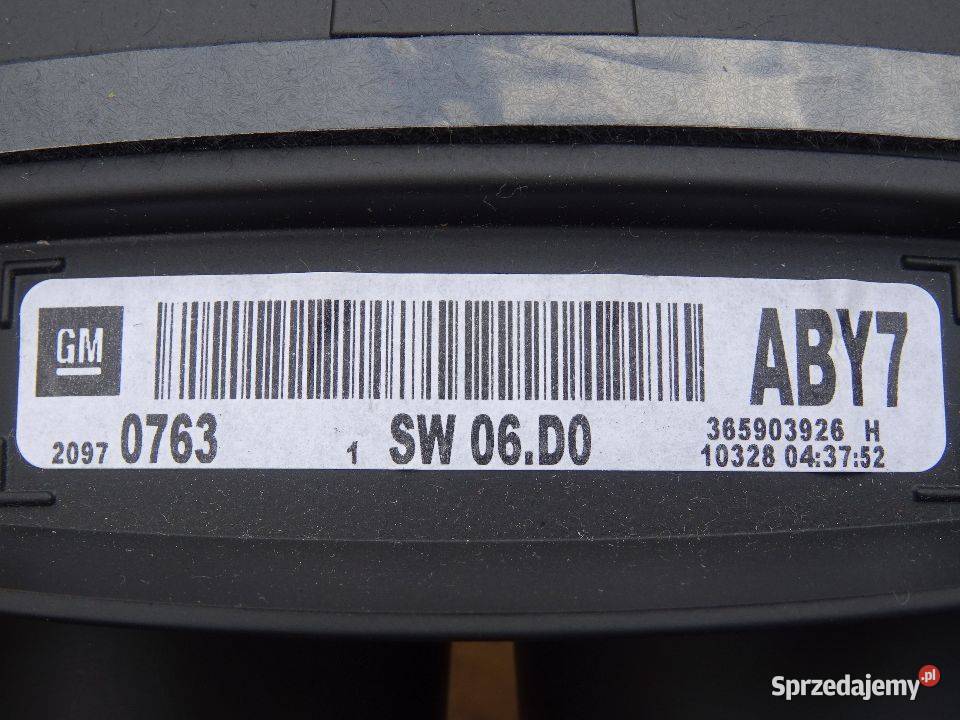 GM
ABY7
2097 0763 1 SW 06.D0
365903926 H
10328 04:37:52
Sprzedajemy.pl